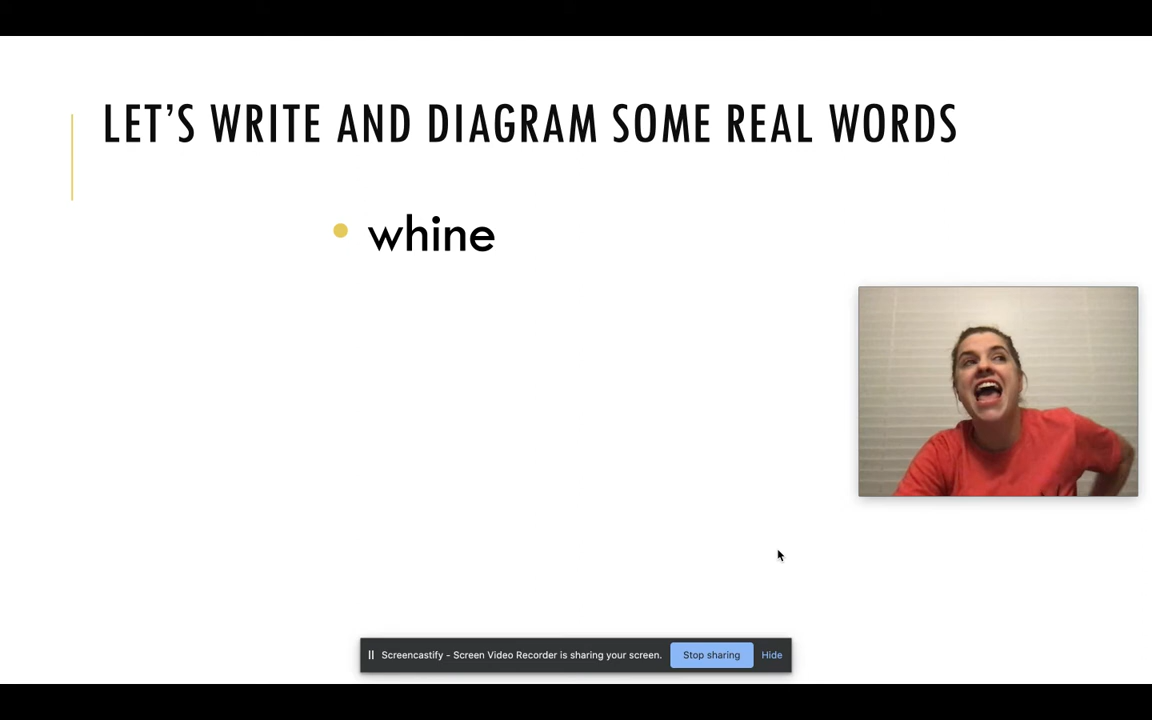 LET'S WRITE AND DIAGRAM SOME REAL WORDS
whine
Screencastify - Screen Video Recorder is sharing your screen. Stop sharing Hide